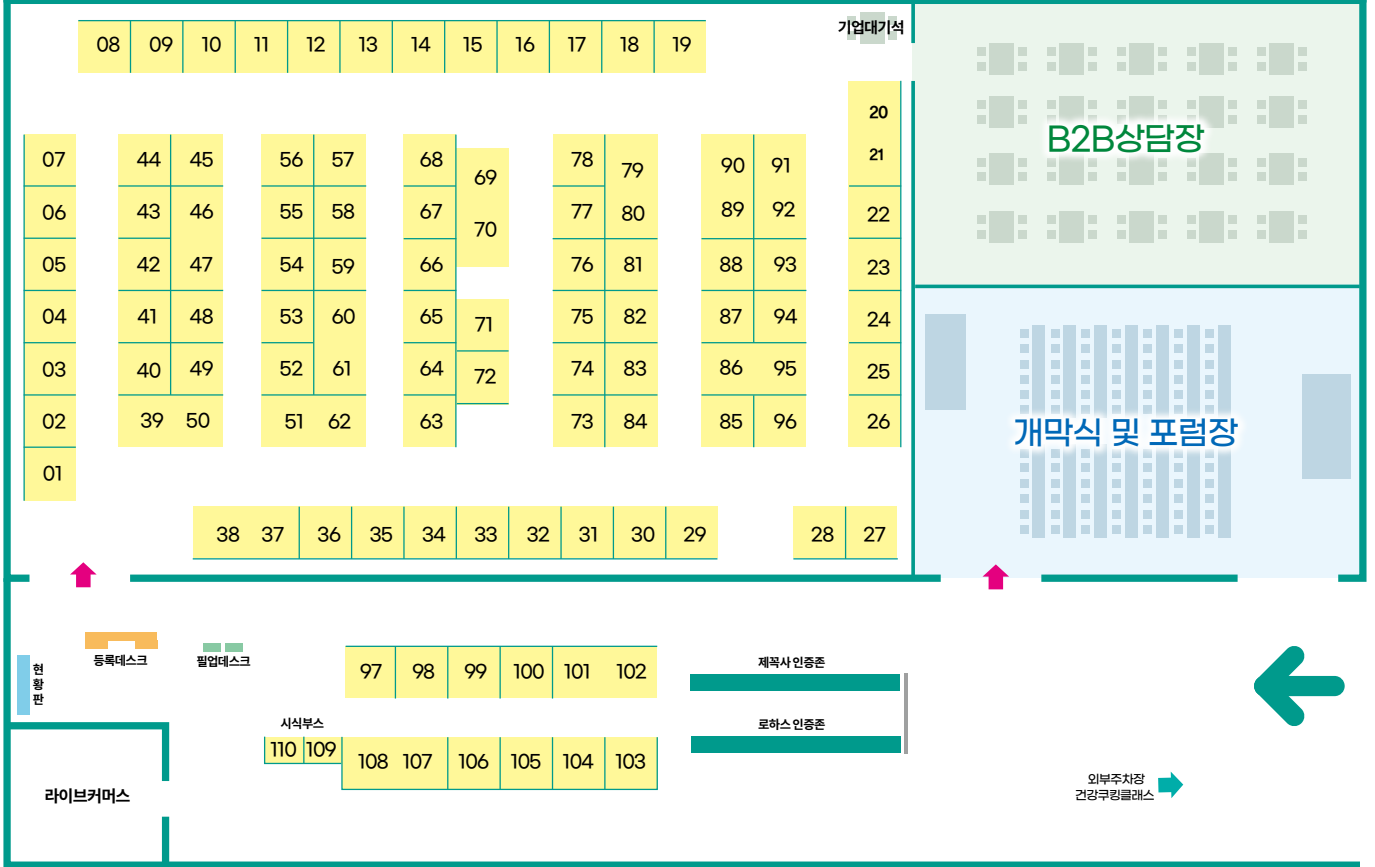 기업대기석
08 09 10 11 12 13 14 15 16 17 18 19
20
21
B2B상담장
07 44 45 56 57 68 69 78 79 90 91
06 43 46 55 58 67 70 77 80 89 92 22
05 42 47 54 59 66 76 81 88 93 23
04 41 48 53 60 65 71 75 82 87 94 24
03 40 49 52 61 64 72 74 83 86 95 25
02 39 50 51 62 63 73 84 85 96 26
01
개막식 및 포럼장
38 37 36 35 34 33 32 31 30 29 28 27
등록데스크
필업데스크
현
황
판
97 98 99 100 101 102
제꼭사 인증존
시식부스
로하스 인증존
110 109
108 107 106 105 104 103
라이브커머스
외부주차장
건강쿠킹클래스